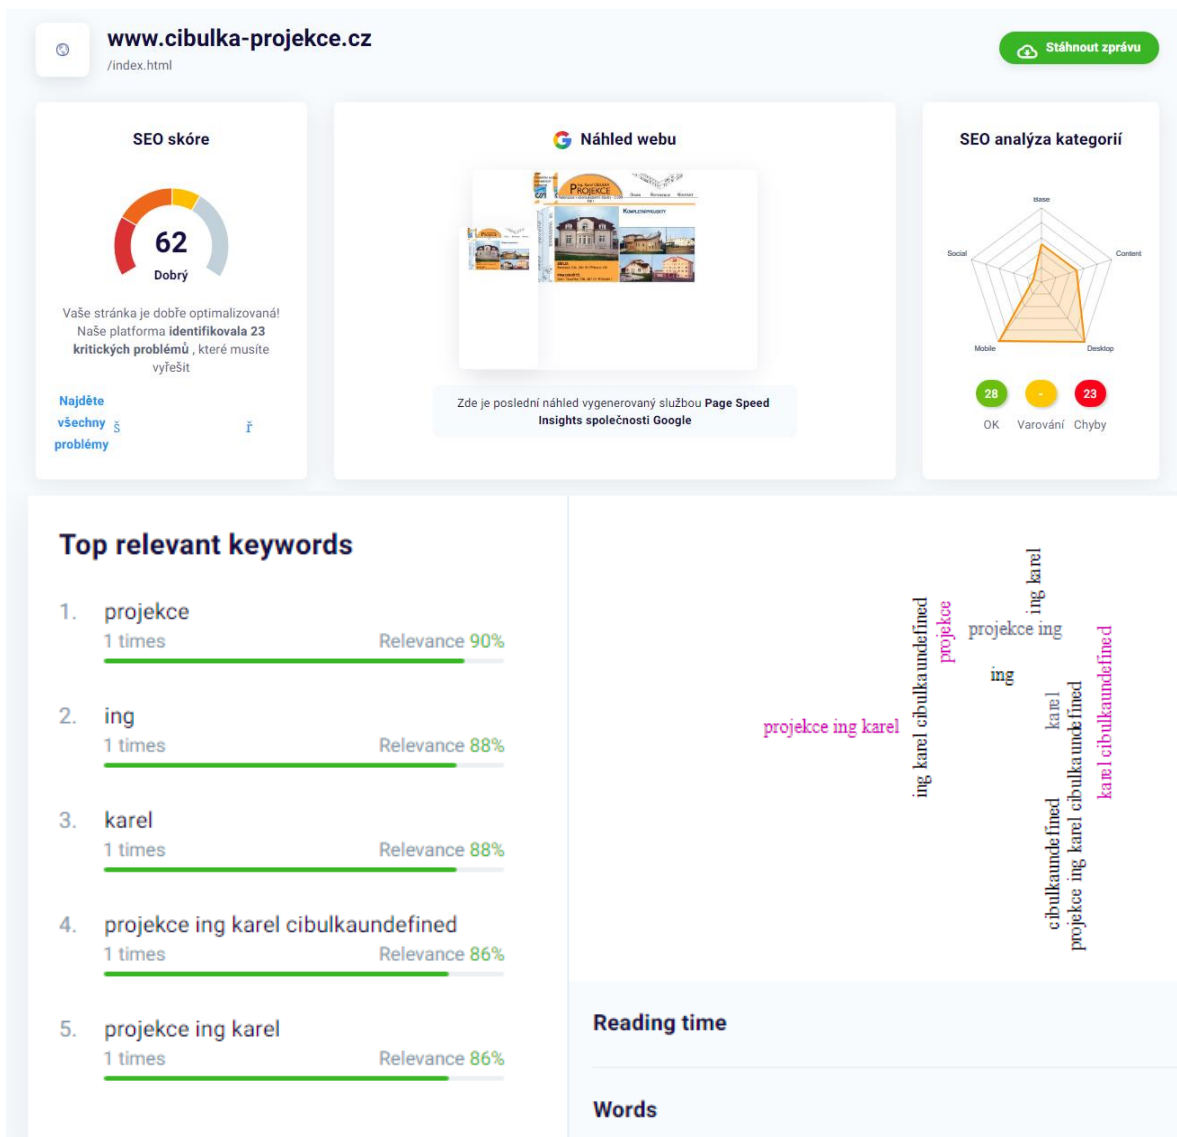 www.cibulka-projekce.cz
/index.html
Stáhnout zprávu
SEO skóre
62
Dobrý
Vaše stránka je dobře optimalizovaná!
Naše platforma identifikovala 23
kritických problémů , které musíte
vyřešit
Najděte
všechny
problémy
š ř
Náhled webu
PROJEKCE
KOMPLETNÍ PROJEKTY
Zde je poslední náhled vygenerovaný službou Page Speed
Insights společnosti Google
SEO analýza kategorií
Base
Social
Content
Mobile
Desktop
28 - 23
OK Varování Chyby
Top relevant keywords
1. projekce
1 times Relevance 90%
2. ing
1 times Relevance 88%
3. karel
1 times Relevance 88%
4. projekce ing karel cibulkaundefined
1 times Relevance 86%
5. projekce ing karel
1 times Relevance 86%
projekce ing karel
ing karel cibulkaundefined
projekce
projekce ing
ing karel
ing
karel
cibulkaundefined
projekce ing karel cibulkaundefined
karel cibulkaundefined
Reading time
Words